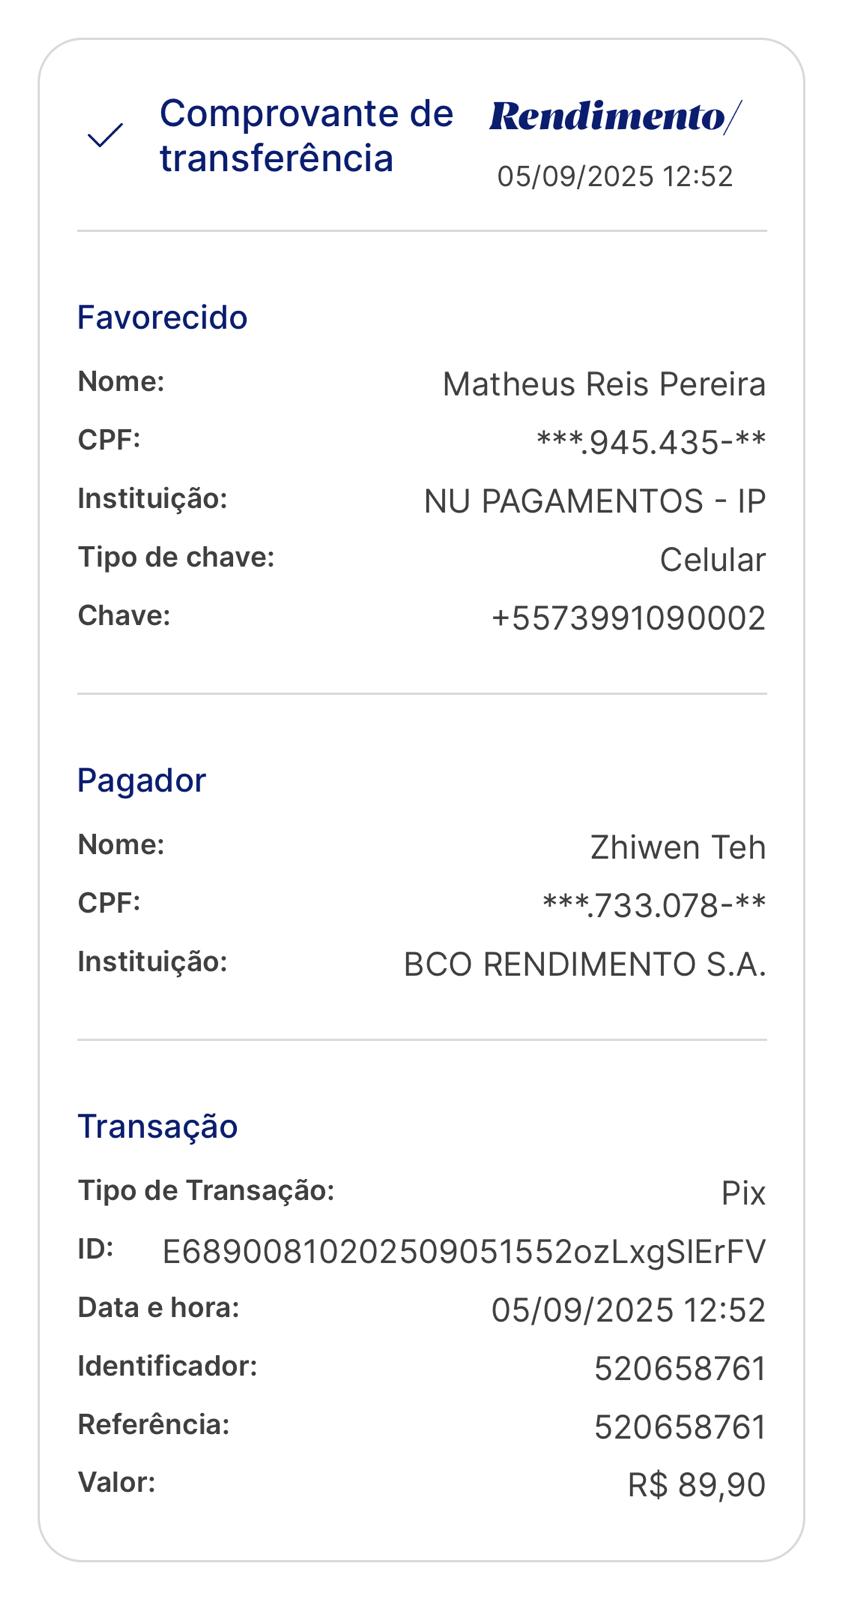 Comprovante de
transferência
Rendimento/
05/09/2025 12:52
Favorecido
Nome: Matheus Reis Pereira
CPF: ***.945.435-**
Instituição: NU PAGAMENTOS - IP
Tipo de chave: Celular
Chave: +5573991090002
Pagador
Nome: Zhiwen Teh
CPF: ***.733.078-**
Instituição: BCO RENDIMENTO S.A.
Transação
Tipo de Transação: Pix
ID: E68900810202509051552ozLxgSlErFV
Data e hora: 05/09/2025 12:52
Identificador: 520658761
Referência: 520658761
Valor: R$ 89,90